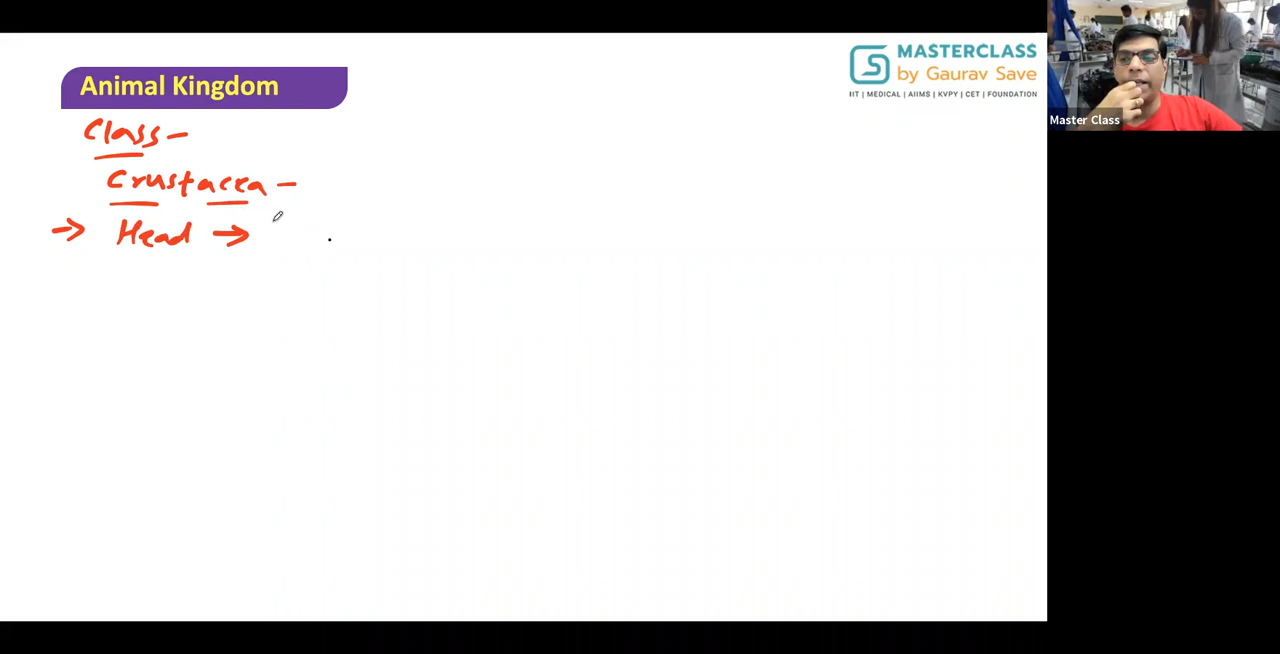 MASTERCLASS
by Gaurav Save
IIT | MEDICAL | AIIMS | KVPY | CET | FOUNDATION
Animal Kingdom
Class -
Crustacea -
→ Head →
Master Class